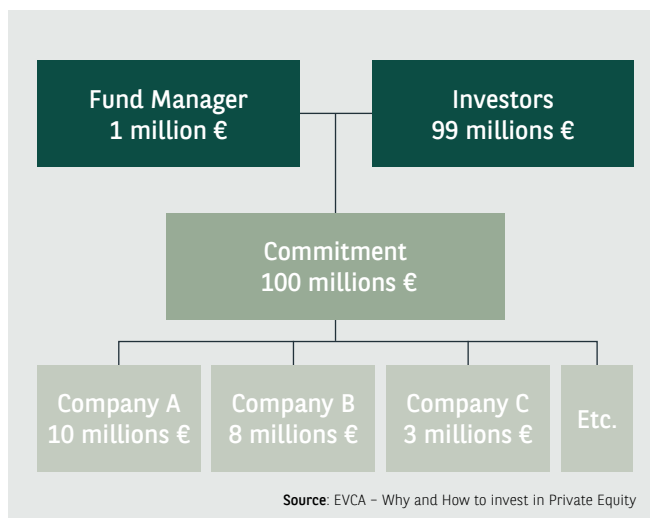 Fund Manager
1 million €
Investors
99 millions €
Commitment
100 millions €
Company A
10 millions €
Company B
8 millions €
Company C
3 millions €
Etc.
Source: EVCA – Why and How to invest in Private Equity